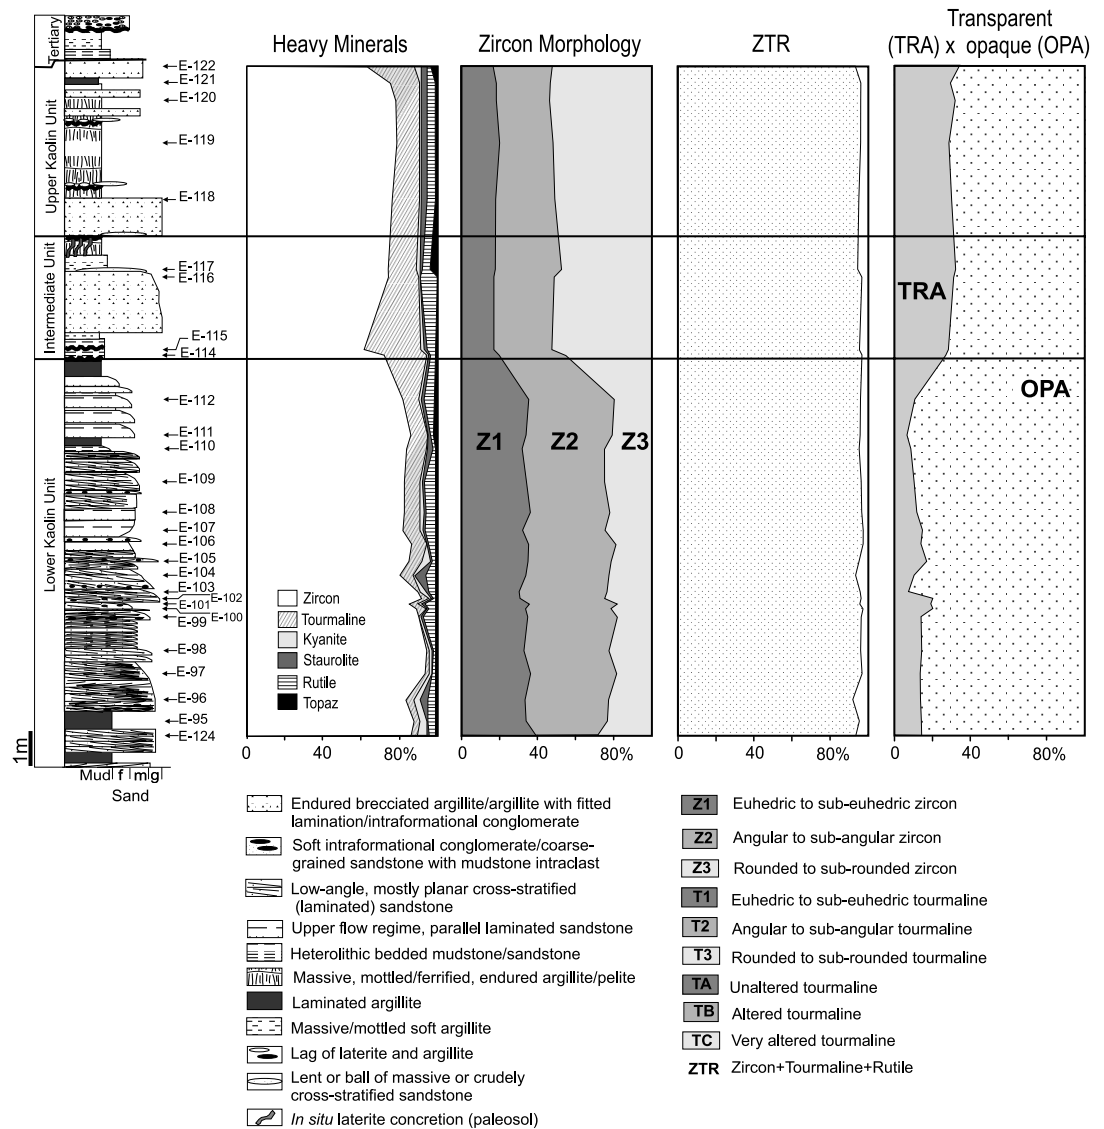 Heavy Minerals
Zircon Morphology
ZTR
Transparent
(TRA) x opaque (OPA)
Tertiary
Upper Kaolin Unit
Intermediate Unit
Lower Kaolin Unit
E-122
E-121
E-120
E-119
E-118
E-117
E-116
E-115
E-114
E-112
E-111
E-110
E-109
E-108
E-107
E-106
E-105
E-104
E-103
E-102
E-101
E-100
E-99
E-98
E-97
E-96
E-95
E-124
1m
Mud f m g
Sand
Zircon
Tourmaline
Kyanite
Staurolite
Rutile
Topaz
Z1
Z2
Z3
TRA
OPA
0 40 80%
0 40 80%
0 40 80%
0 40 80%
Endured brecciated argillite/argillite with fitted
lamination/intraformational conglomerate
Soft intraformational conglomerate/coarse-
grained sandstone with mudstone intraclast
Low-angle, mostly planar cross-stratified
(laminated) sandstone
Upper flow regime, parallel laminated sandstone
Heterolithic bedded mudstone/sandstone
Massive, mottled/ferrified, endured argillite/pelite
Laminated argillite
Massive/mottled soft argillite
Lag of laterite and argillite
Lent or ball of massive or crudely
cross-stratified sandstone
In situ laterite concretion (paleosol)
Z1 Euhedric to sub-euhedric zircon
Z2 Angular to sub-angular zircon
Z3 Rounded to sub-rounded zircon
T1 Euhedric to sub-euhedric tourmaline
T2 Angular to sub-angular tourmaline
T3 Rounded to sub-rounded tourmaline
TA Unaltered tourmaline
TB Altered tourmaline
TC Very altered tourmaline
ZTR Zircon+Tourmaline+Rutile